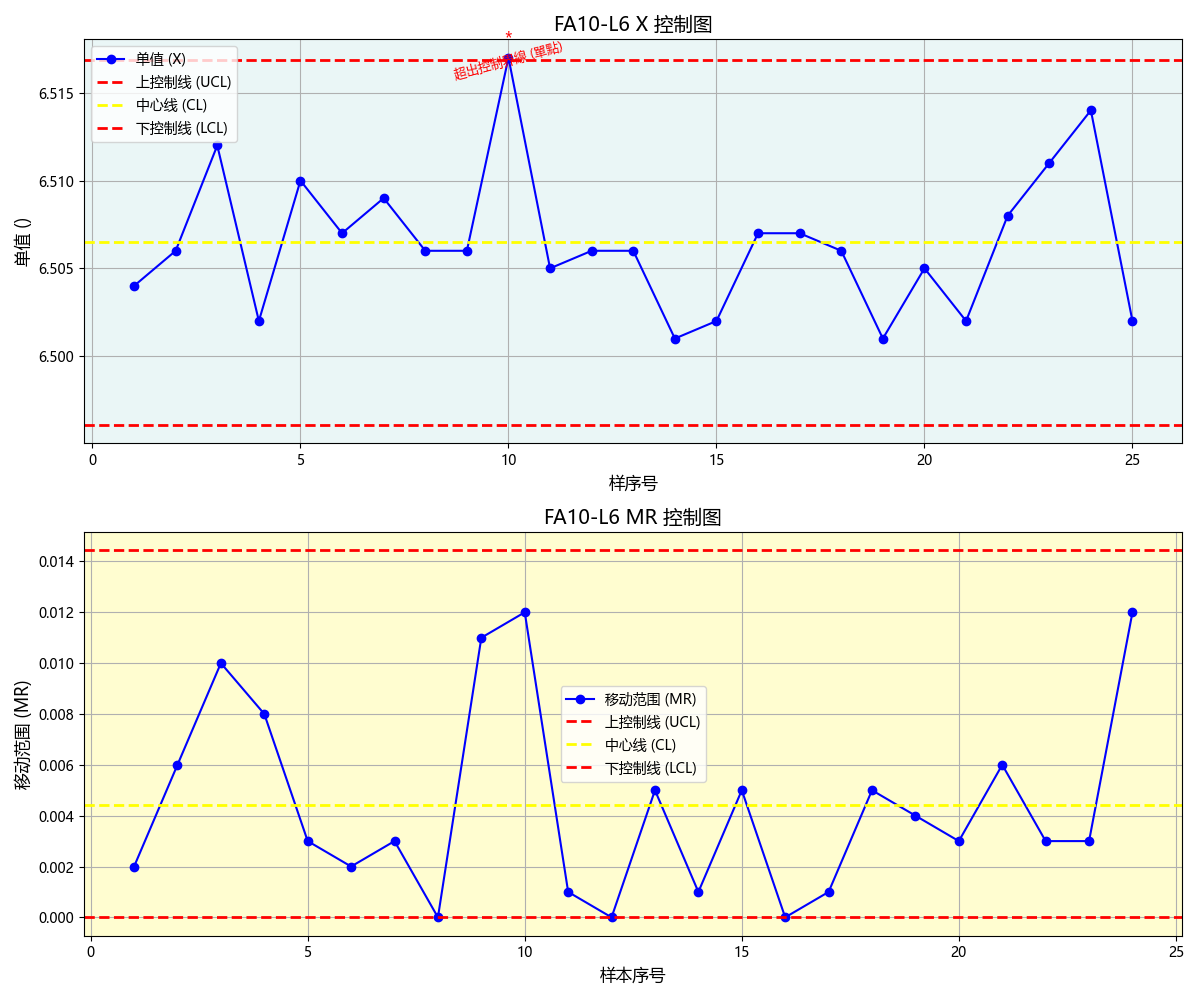 FA10-L6 X 控制图
*
超出控制界線 (單點)
单值 (X)
上控制线 (UCL)
中心线 (CL)
下控制线 (LCL)
单值 ()
6.515
6.510
6.505
6.500
0 5 10 15 20 25
样序号
FA10-L6 MR 控制图
移动范围 (MR)
0.014
0.012
0.010
0.008
0.006
0.004
0.002
0.000
移动范围 (MR)
上控制线 (UCL)
中心线 (CL)
下控制线 (LCL)
0 5 10 15 20 25
样本序号